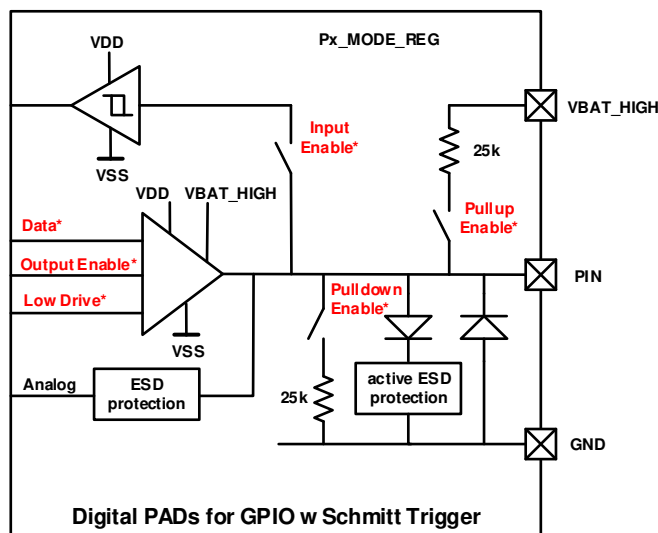 Px_MODE_REG
VDD
VSS
Input
Enable*
VBAT_HIGH
25k
Pullup
Enable*
VDD
VBAT_HIGH
Data*
Output Enable*
Low Drive*
VSS
PIN
Pulldown
Enable*
Analog
ESD
protection
25k
active ESD
protection
GND
Digital PADs for GPIO w Schmitt Trigger